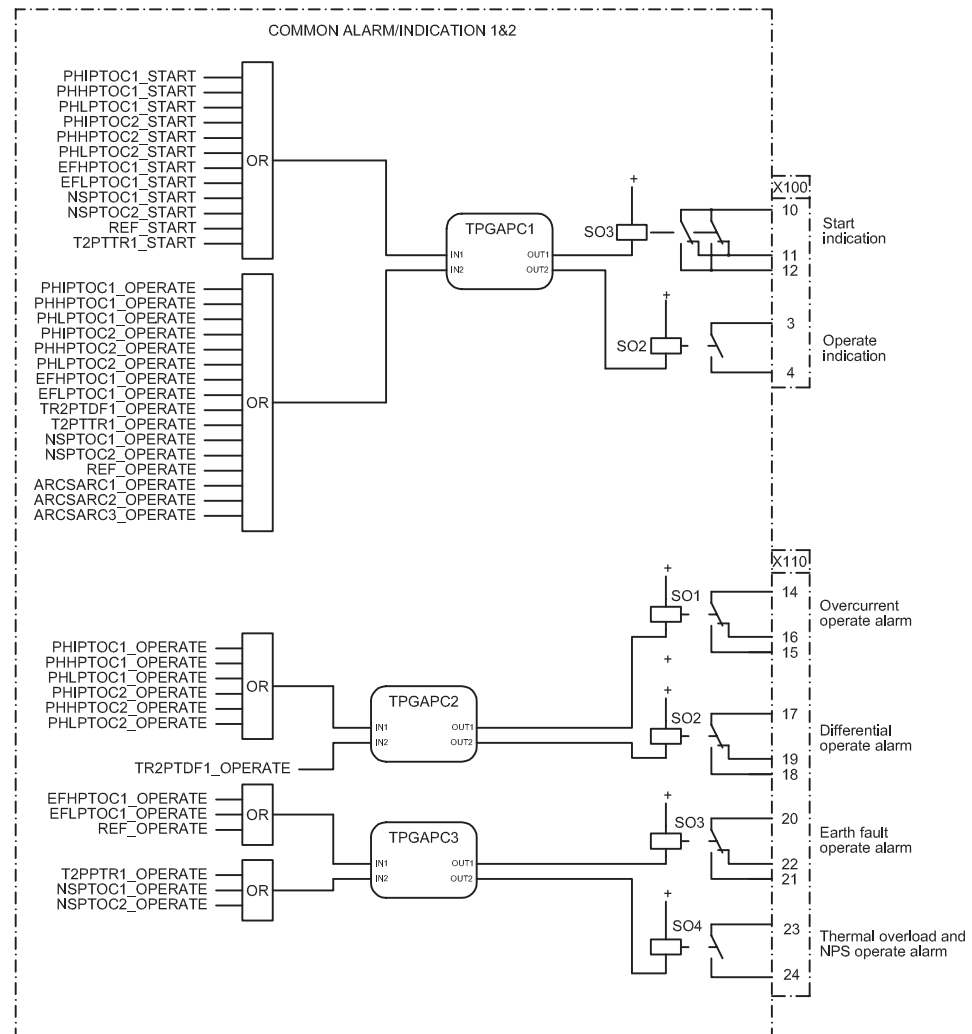 COMMON ALARM/INDICATION 1&2
PHIPTOC1_START
PHHPTOC1_START
PHLPTOC1_START
PHIPTOC2_START
PHHPTOC2_START
PHLPTOC2_START
EFHPTOC1_START
EFLPTOC1_START
NSPTOC1_START
NSPTOC2_START
REF_START
T2PTTR1_START
OR
PHIPTOC1_OPERATE
PHHPTOC1_OPERATE
PHLPTOC1_OPERATE
PHIPTOC2_OPERATE
PHHPTOC2_OPERATE
PHLPTOC2_OPERATE
EFHPTOC1_OPERATE
EFLPTOC1_OPERATE
TR2PTDF1_OPERATE
T2PTTR1_OPERATE
NSPTOC1_OPERATE
NSPTOC2_OPERATE
REF_OPERATE
ARCSARC1_OPERATE
ARCSARC2_OPERATE
ARCSARC3_OPERATE
OR
TPGAPC1
IN1 OUT1
IN2 OUT2
+
SO3
+
SO2
X100
10
11
12
Start
indication
3
4
Operate
indication
PHIPTOC1_OPERATE
PHHPTOC1_OPERATE
PHLPTOC1_OPERATE
PHIPTOC2_OPERATE
PHHPTOC2_OPERATE
PHLPTOC2_OPERATE
OR
TR2PTDF1_OPERATE
TPGAPC2
IN1 OUT1
IN2 OUT2
+
SO1
+
+
SO2
X110
14
16
15
Overcurrent
operate alarm
17
19
18
Differential
operate alarm
EFHPTOC1_OPERATE
EFLPTOC1_OPERATE
REF_OPERATE
OR
T2PPTR1_OPERATE
NSPTOC1_OPERATE
NSPTOC2_OPERATE
OR
TPGAPC3
IN1 OUT1
IN2 OUT2
+
SO3
+
SO4
20
22
21
Earth fault
operate alarm
23
24
Thermal overload and
NPS operate alarm